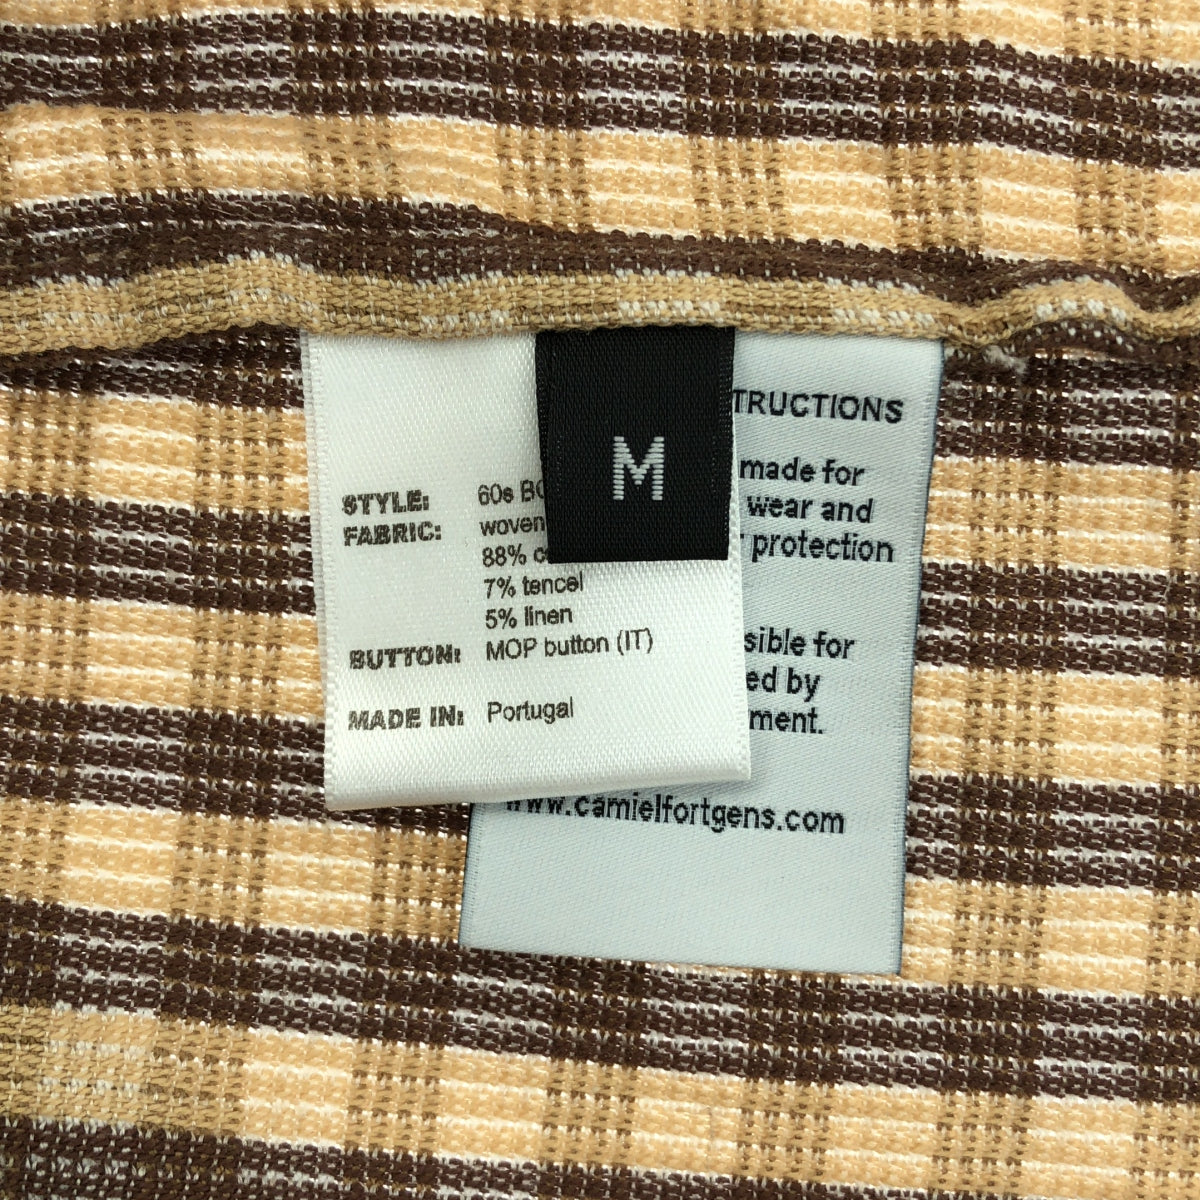 M
STYLE: 60s
FABRIC: woven
88%
7% tencel
5% linen
BUTTON: MOP button (IT)
MADE IN: Portugal
TRUCTIONS
made for
wear and
protection
sible for
ed by
ment.
www.camielfortgens.com